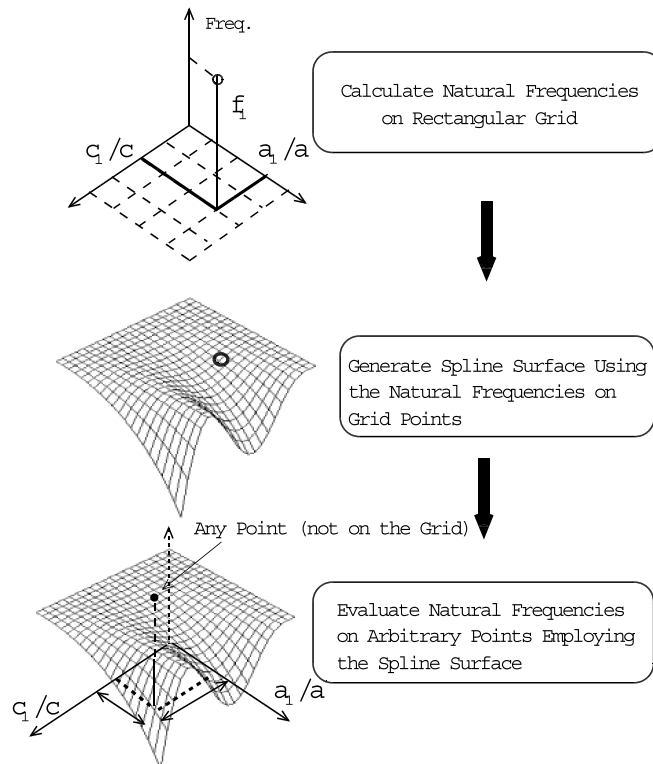 Freq.
f1
c1/c
a1/a
Calculate Natural Frequencies
on Rectangular Grid
Generate Spline Surface Using
the Natural Frequencies on
Grid Points
Any Point (not on the Grid)
Evaluate Natural Frequencies
on Arbitrary Points Employing
the Spline Surface
c1/c
a1/a